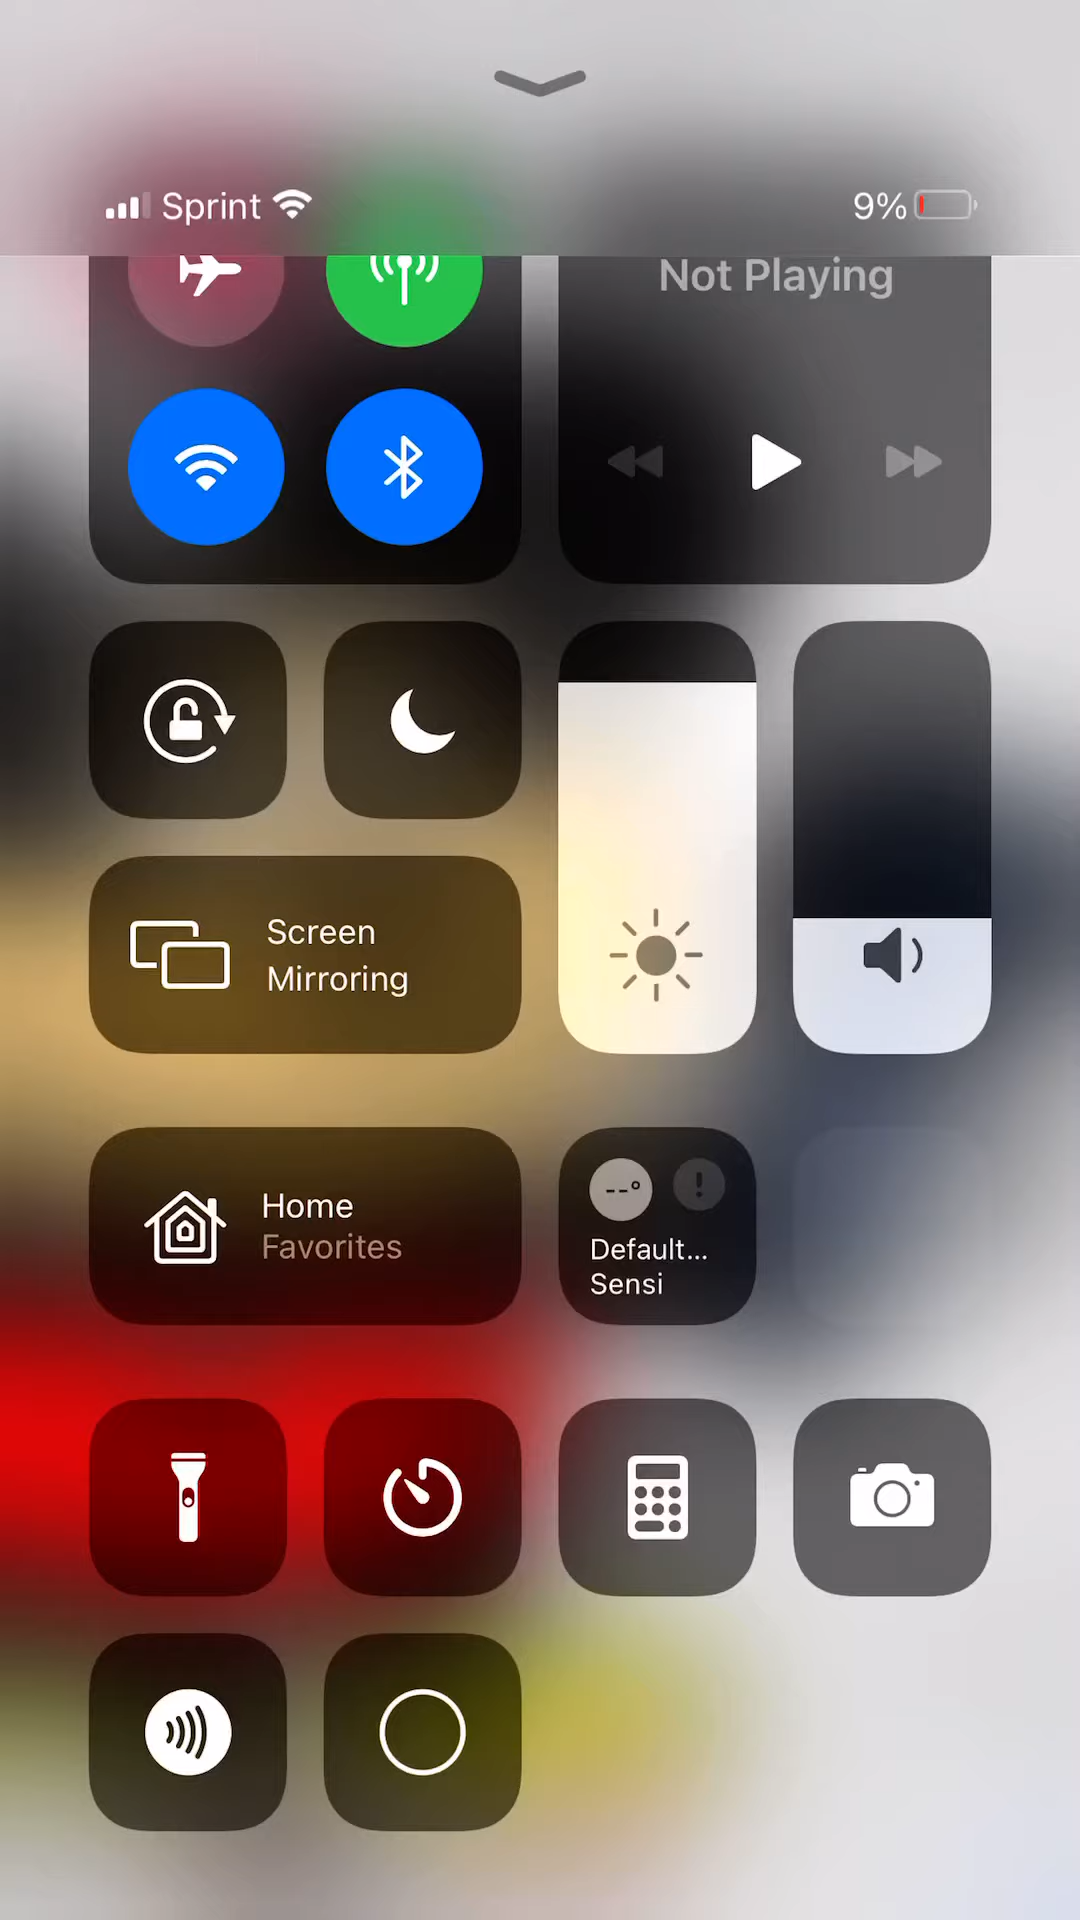 Sprint
9%
Not Playing
Screen
Mirroring
Home
Favorites
--°
!
Default...
Sensi